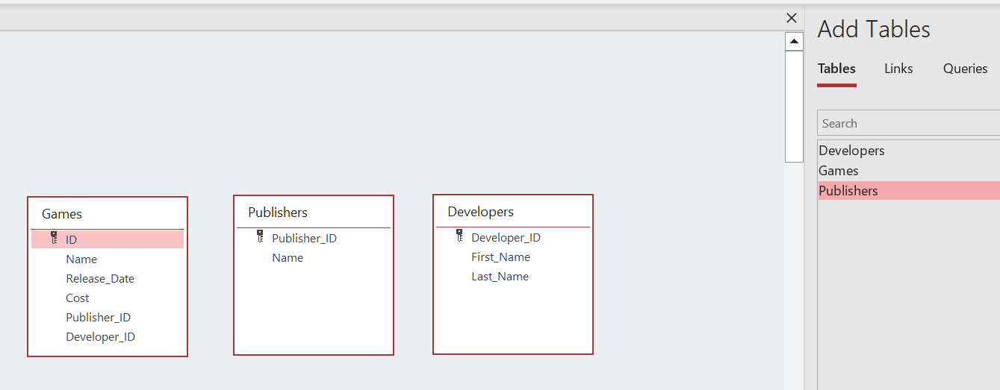 Add Tables
Tables Links Queries
Search
Developers
Games
Publishers
Games
ID
Name
Release_Date
Cost
Publisher_ID
Developer_ID
Publishers
Publisher_ID
Name
Developers
Developer_ID
First_Name
Last_Name